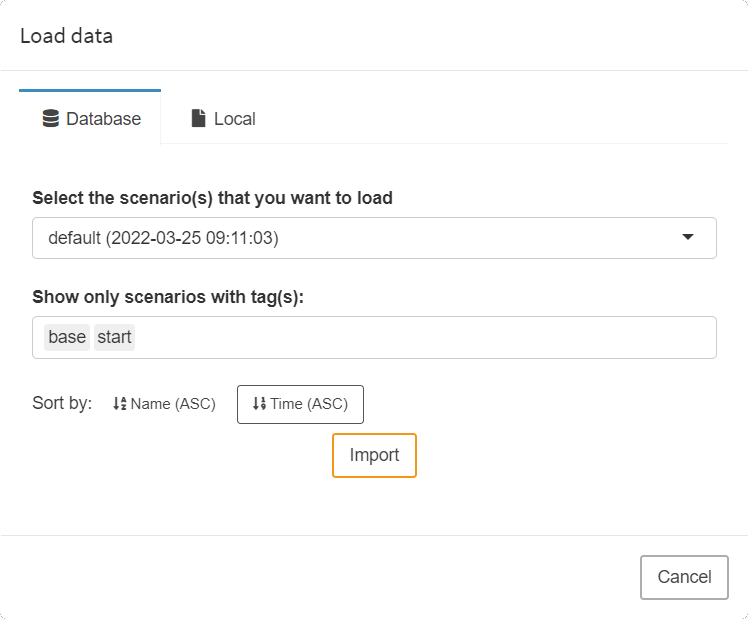 Load data
Database Local
Select the scenario(s) that you want to load
default (2022-03-25 09:11:03)
Show only scenarios with tag(s):
base start
Sort by: Name (ASC) Time (ASC)
Import
Cancel